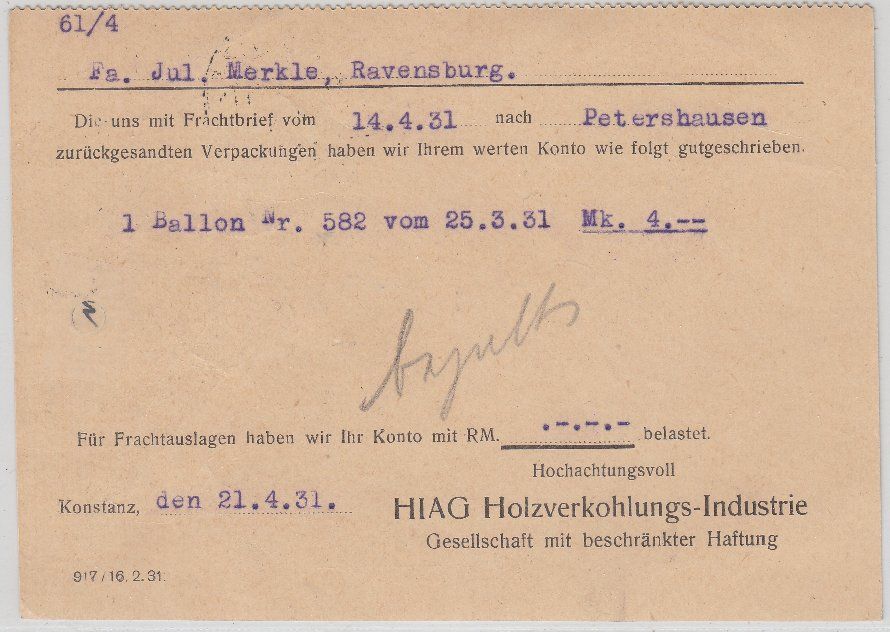 61/4
Fa. Jul. Merkle, Ravensburg.
Die uns mit Frachtbrief vom 14.4.31 nach Petershausen
zurückgesandten Verpackungen haben wir Ihrem werten Konto wie folgt gutgeschrieben.
1 Ballon Nr. 582 vom 25.3.31 Mk. 4.--
Für Frachtauslagen haben wir Ihr Konto mit RM. .-.-.- belastet.
Hochachtungsvoll
Konstanz, den 21.4.31.
HIAG Holzverkohlungs-Industrie
Gesellschaft mit beschränkter Haftung
917/16. 2. 31.